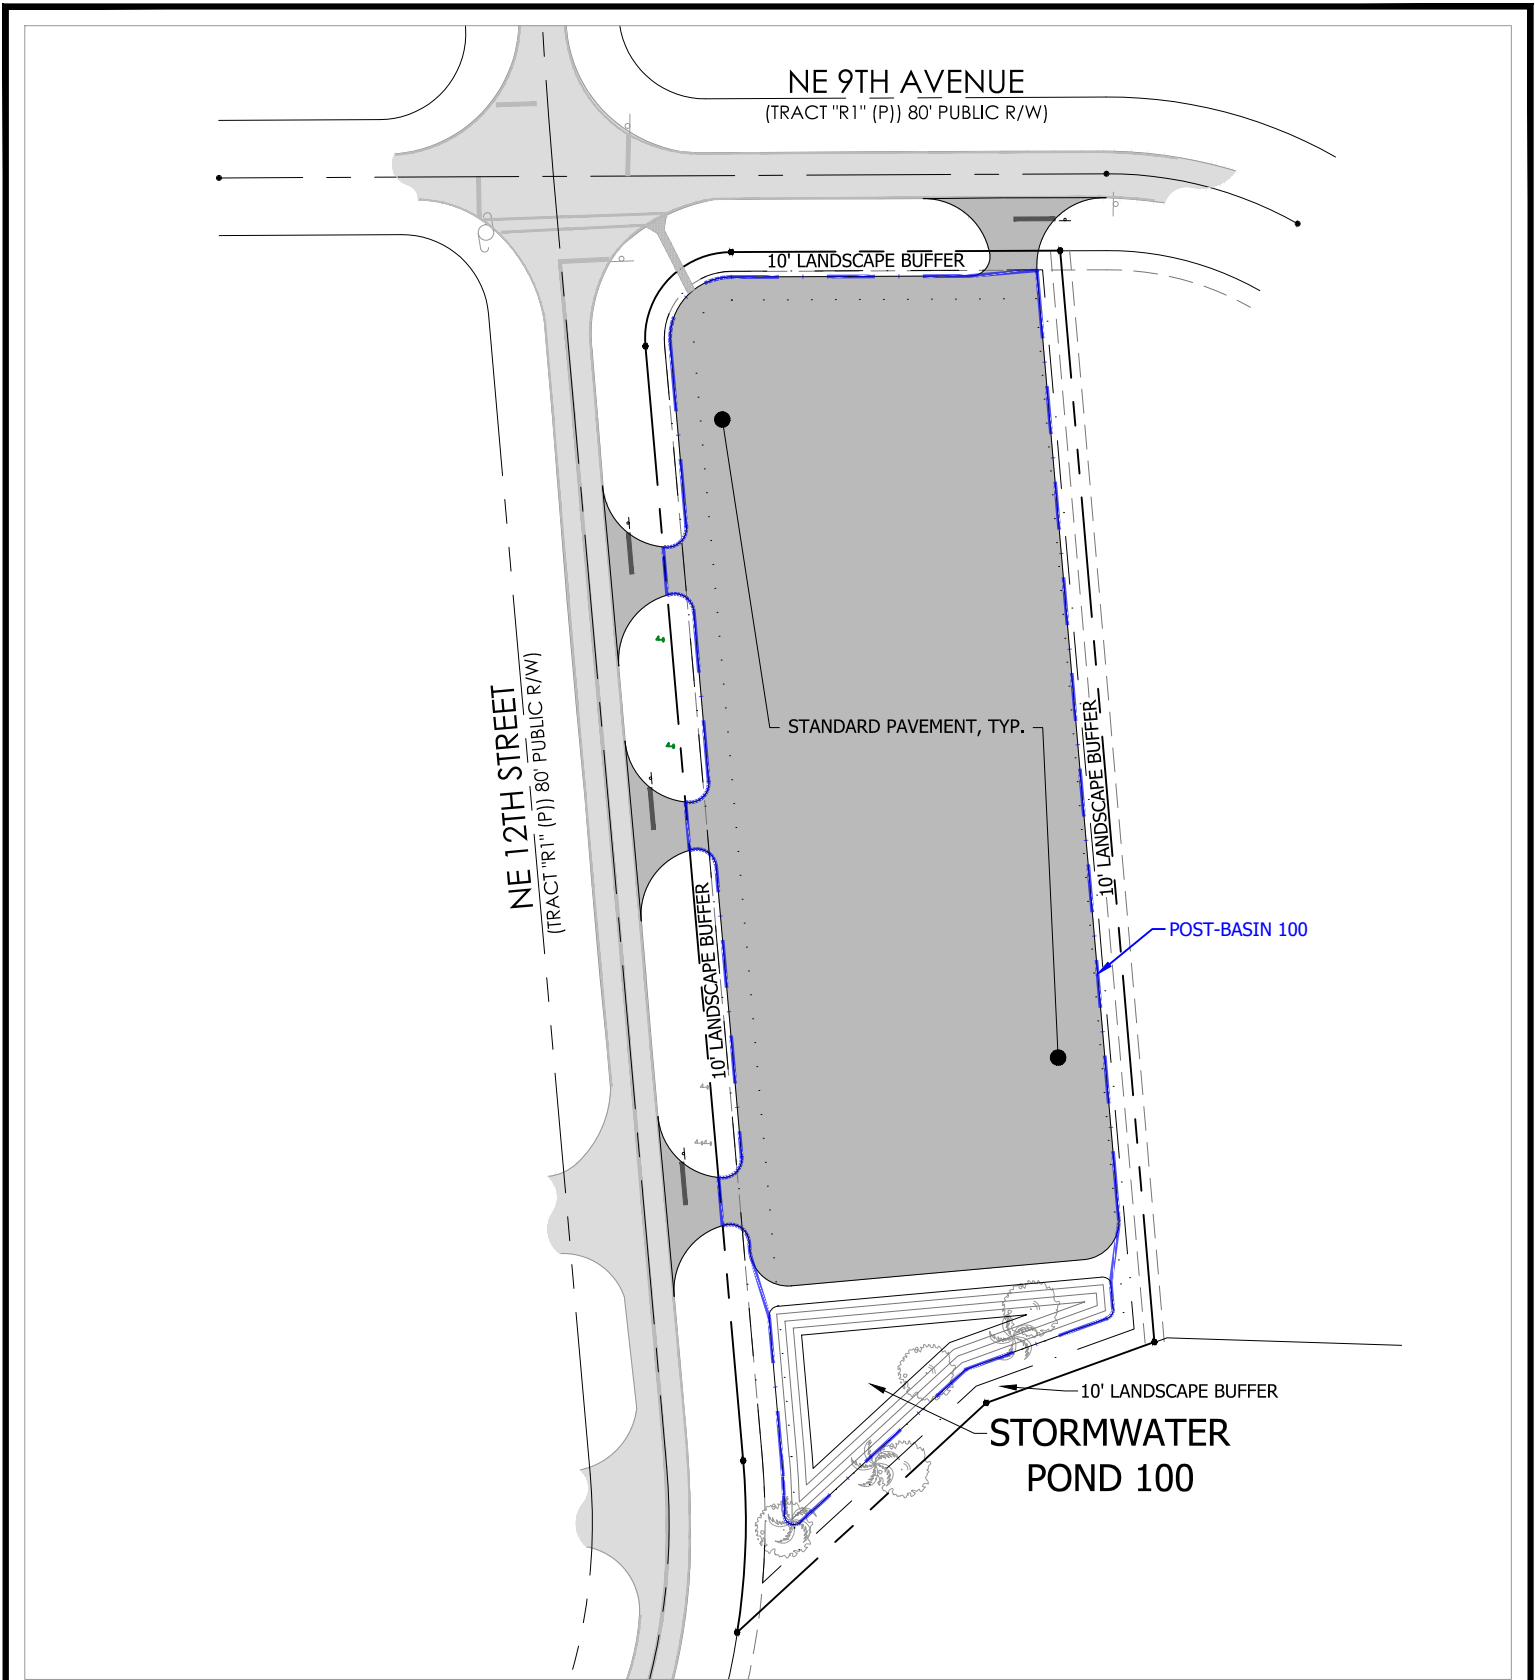 NE 9TH AVENUE
(TRACT "R1" (P)) 80' PUBLIC R/W)
10' LANDSCAPE BUFFER
STANDARD PAVEMENT, TYP.
NE 12TH STREET
(TRACT "R1" (P)) 80' PUBLIC R/W)
10' LANDSCAPE BUFFER
10' LANDSCAPE BUFFER
POST-BASIN 100
10' LANDSCAPE BUFFER
STORMWATER
POND 100